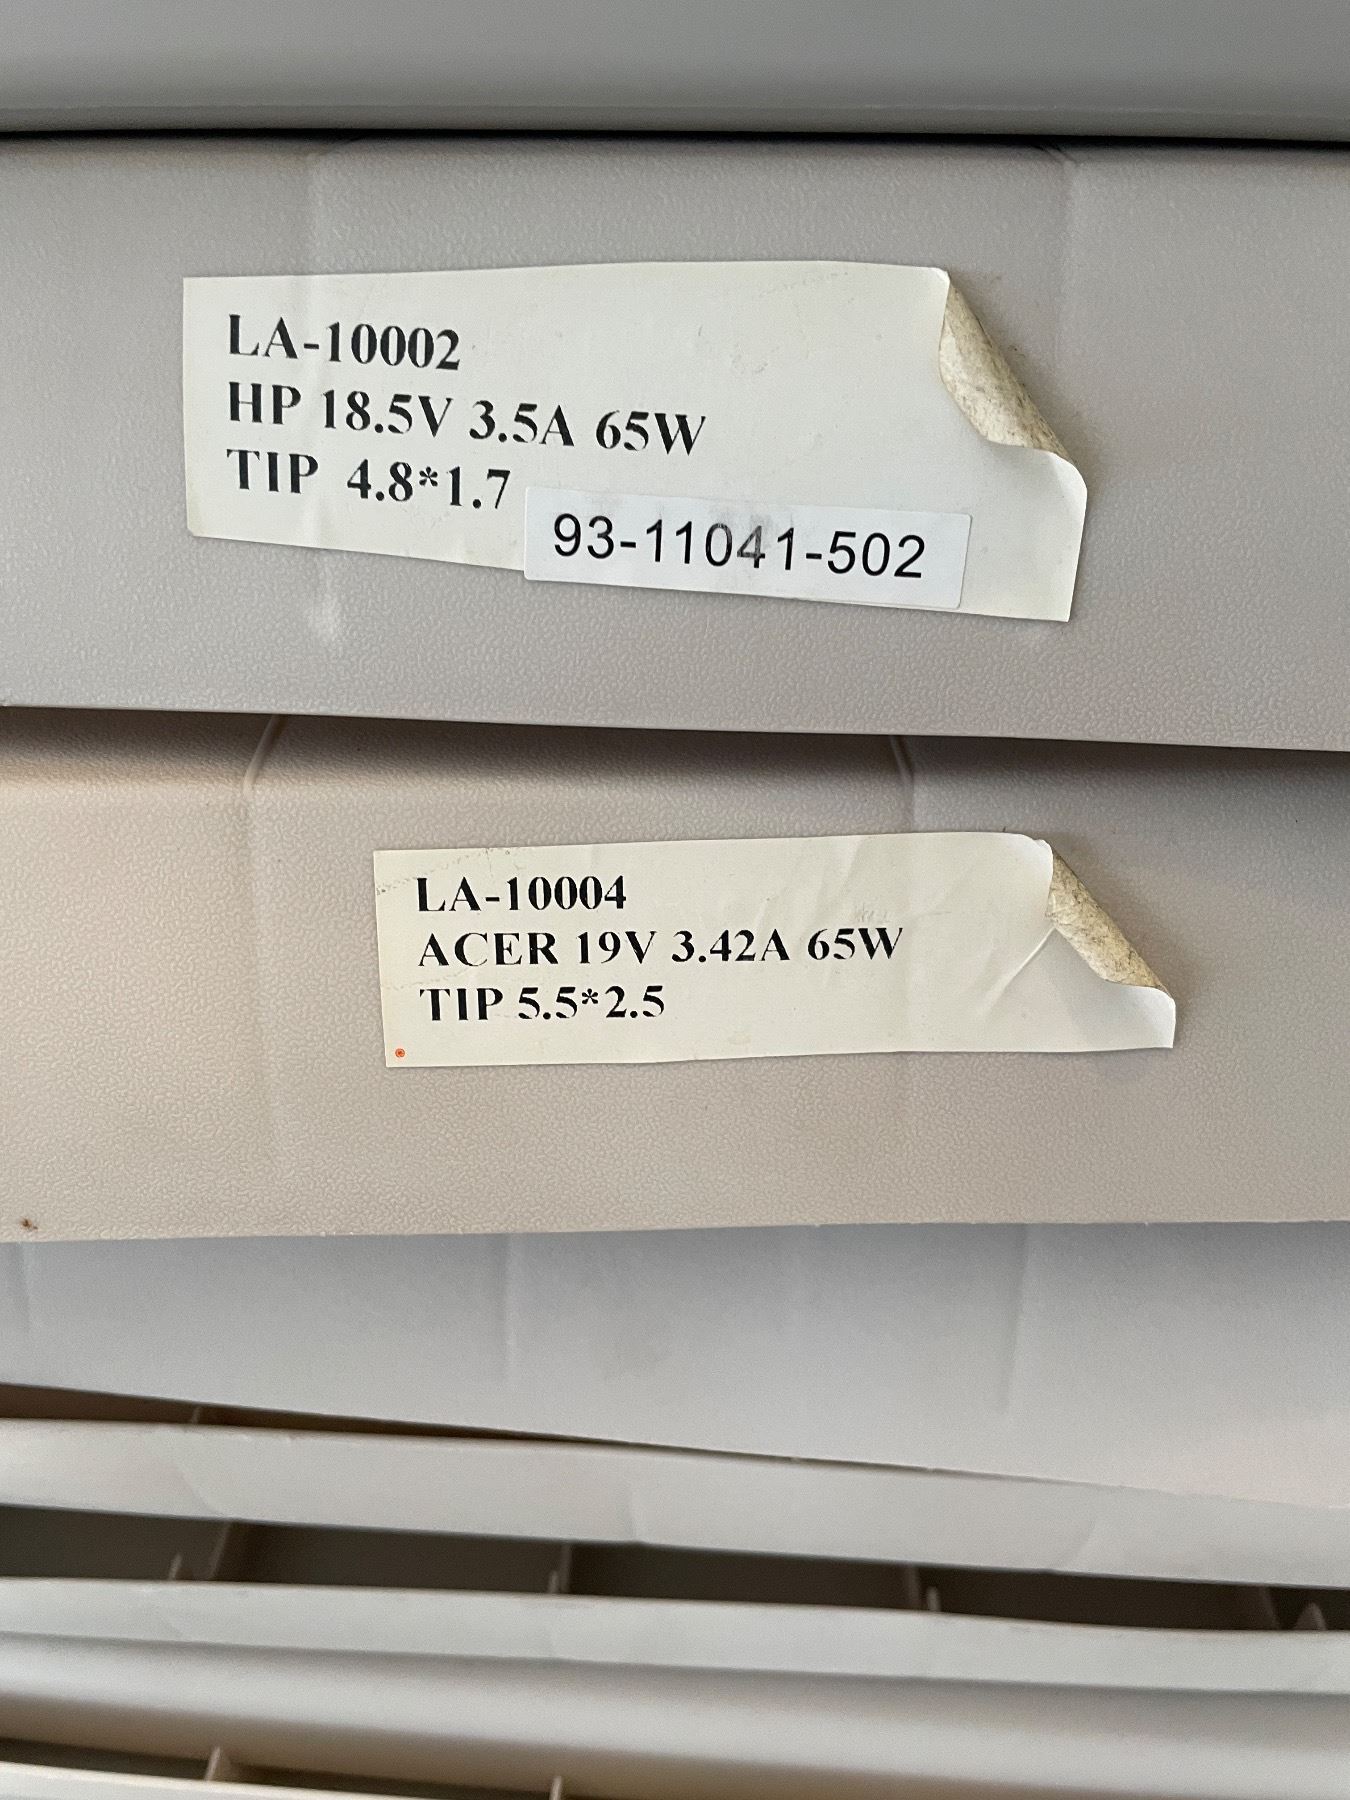 LA-10002
HP 18.5V 3.5A 65W
TIP 4.8*1.7
93-11041-502
LA-10004
ACER 19V 3.42A 65W
TIP 5.5*2.5